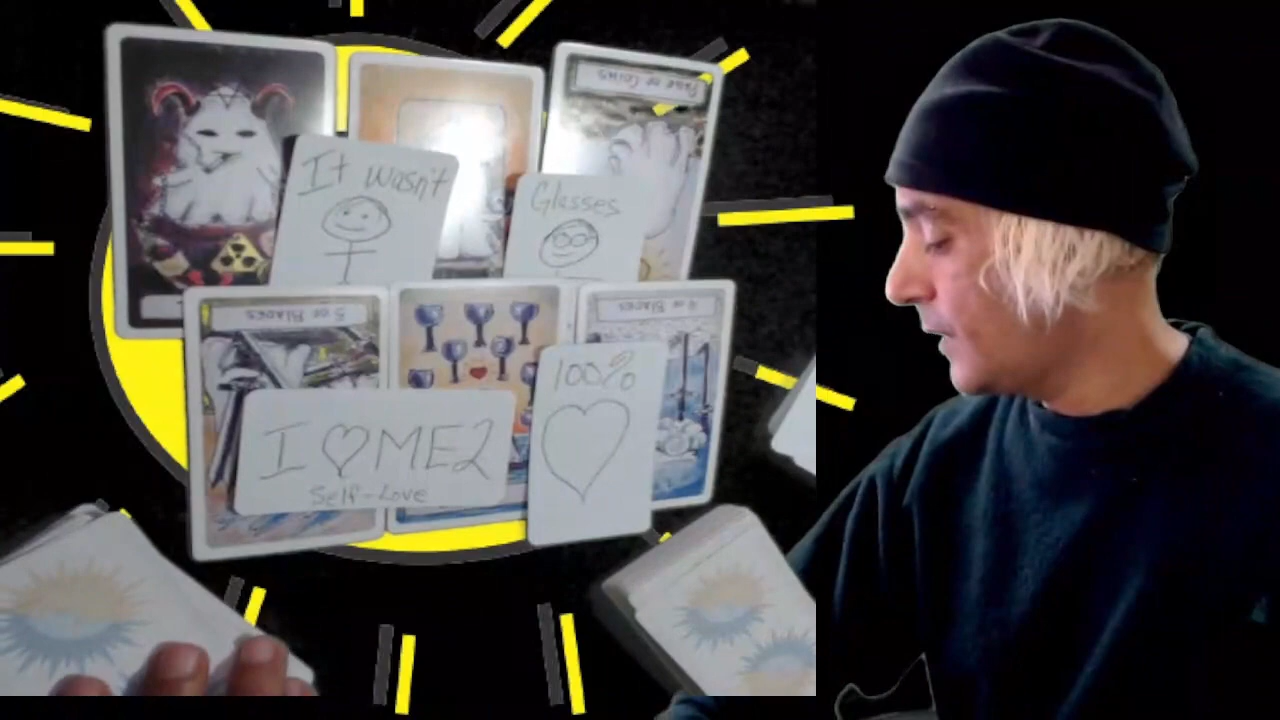 PAGE OF COINS
It wasn't
Glasses
5 OF BLADES
4 OF BLADES
100%
I ♡ ME2
Self-Love